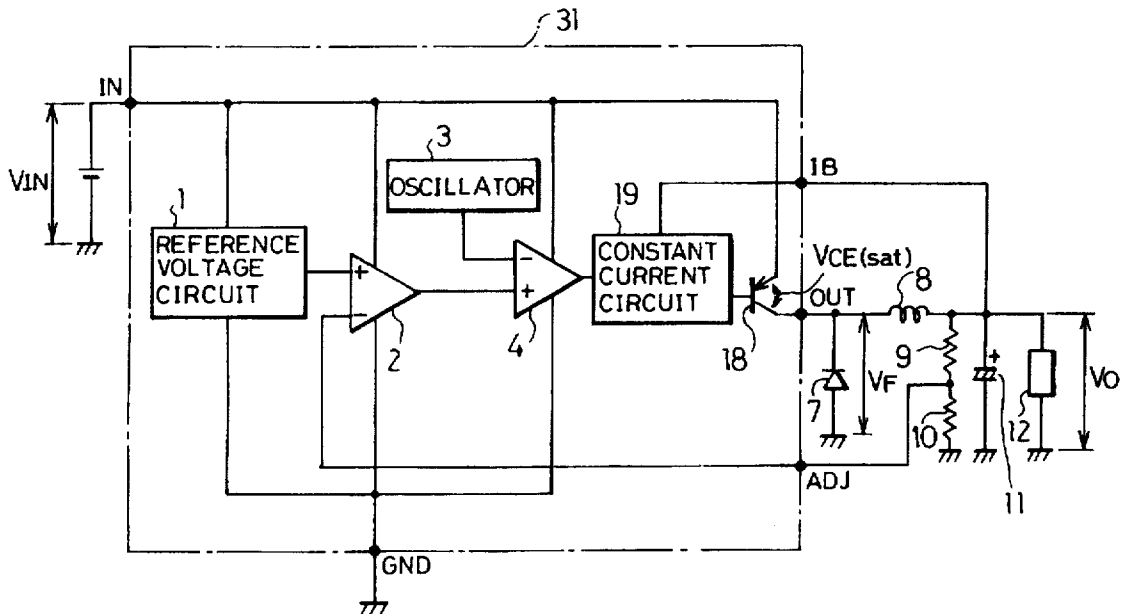 31
IN
VIN
3
OSCILLATOR
IB
1
REFERENCE
VOLTAGE
CIRCUIT
19
CONSTANT
CURRENT
CIRCUIT
VCE(sat)
OUT
8
+
-
2
-
+
4
18
7
VF
9
10
+
11
12
VO
ADJ
GND